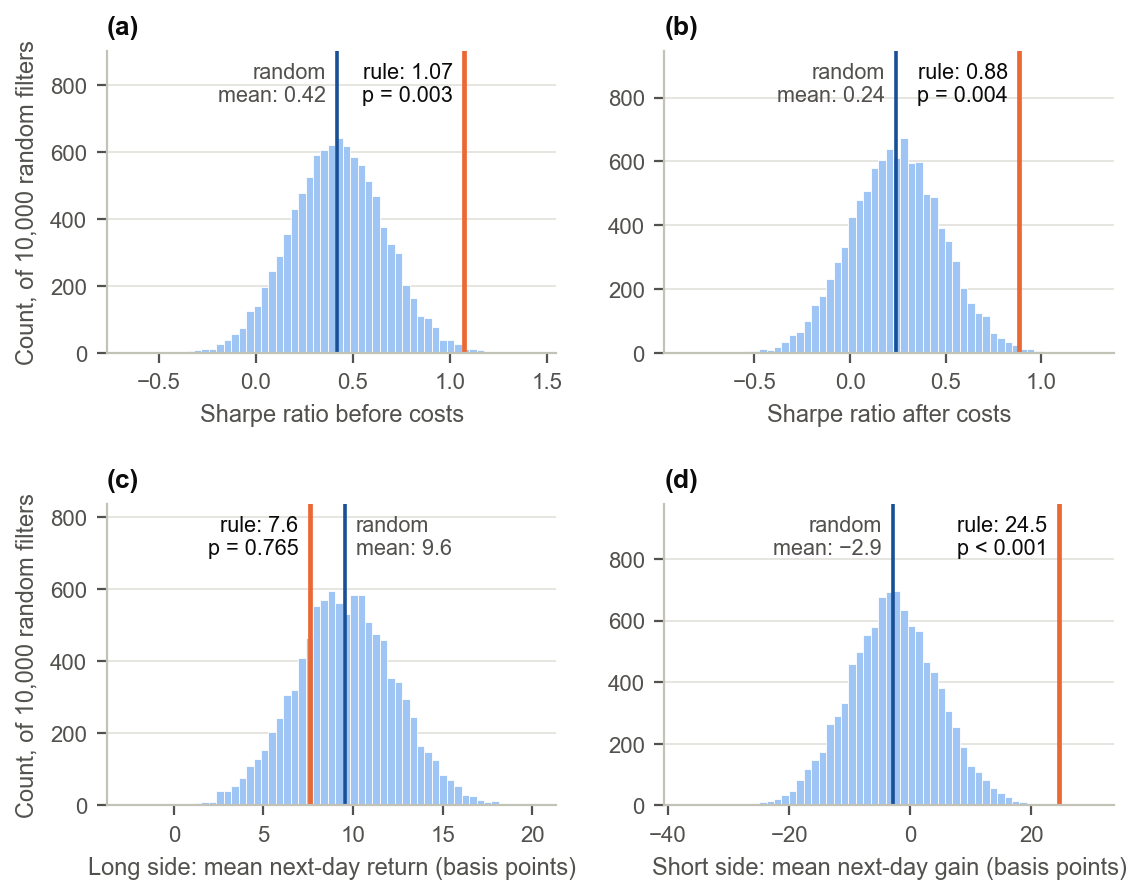 (a)
Count, of 10,000 random filters
800
600
400
200
0
random
mean: 0.42
rule: 1.07
p = 0.003
−0.5
0.0
0.5
1.0
1.5
Sharpe ratio before costs
(b)
800
600
400
200
0
random
mean: 0.24
rule: 0.88
p = 0.004
−0.5
0.0
0.5
1.0
Sharpe ratio after costs
(c)
Count, of 10,000 random filters
800
600
400
200
0
rule: 7.6
p = 0.765
random
mean: 9.6
0
5
10
15
20
Long side: mean next-day return (basis points)
(d)
800
600
400
200
0
random
mean: −2.9
rule: 24.5
p < 0.001
−40
−20
0
20
Short side: mean next-day gain (basis points)